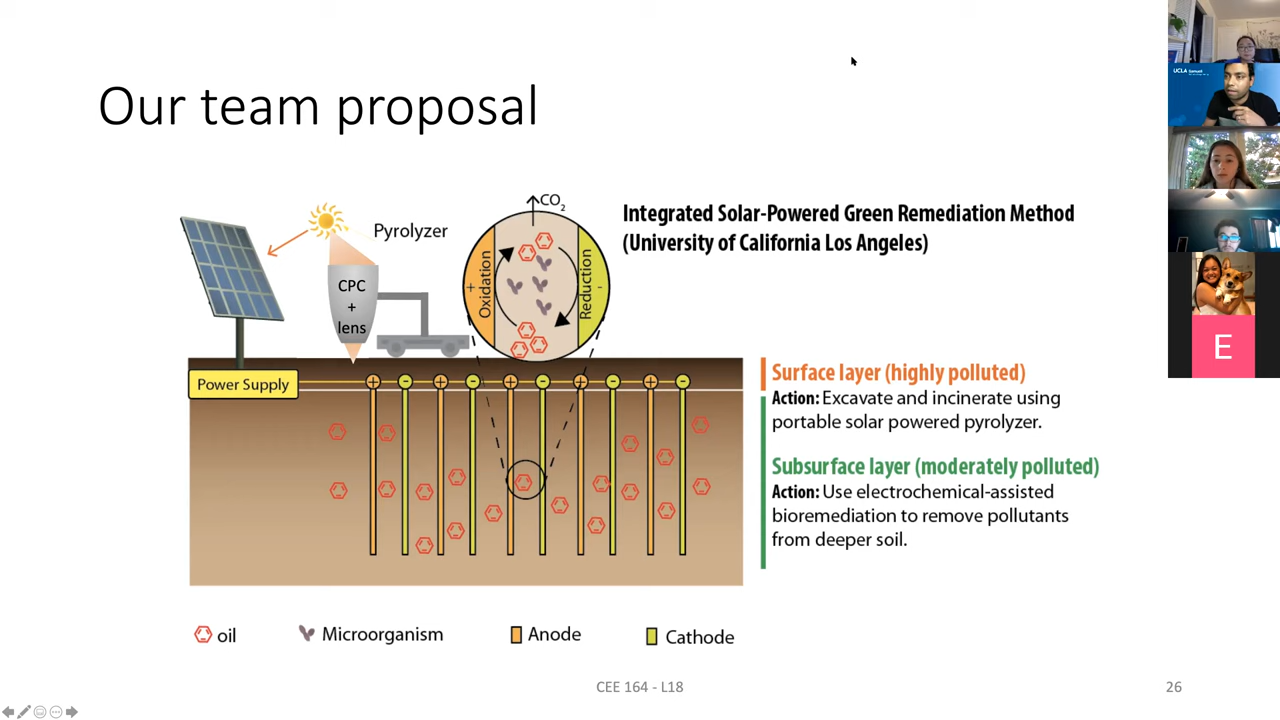 Our team proposal
CO2
Pyrolyzer
CPC
+
lens
+
Oxidation
Reduction
-
Integrated Solar-Powered Green Remediation Method
(University of California Los Angeles)
Power Supply
+ - + - + - + - + -
Surface layer (highly polluted)
Action: Excavate and incinerate using
portable solar powered pyrolyzer.
Subsurface layer (moderately polluted)
Action: Use electrochemical-assisted
bioremediation to remove pollutants
from deeper soil.
oil
Microorganism
Anode
Cathode
CEE 164 - L18
26
UCLA
E